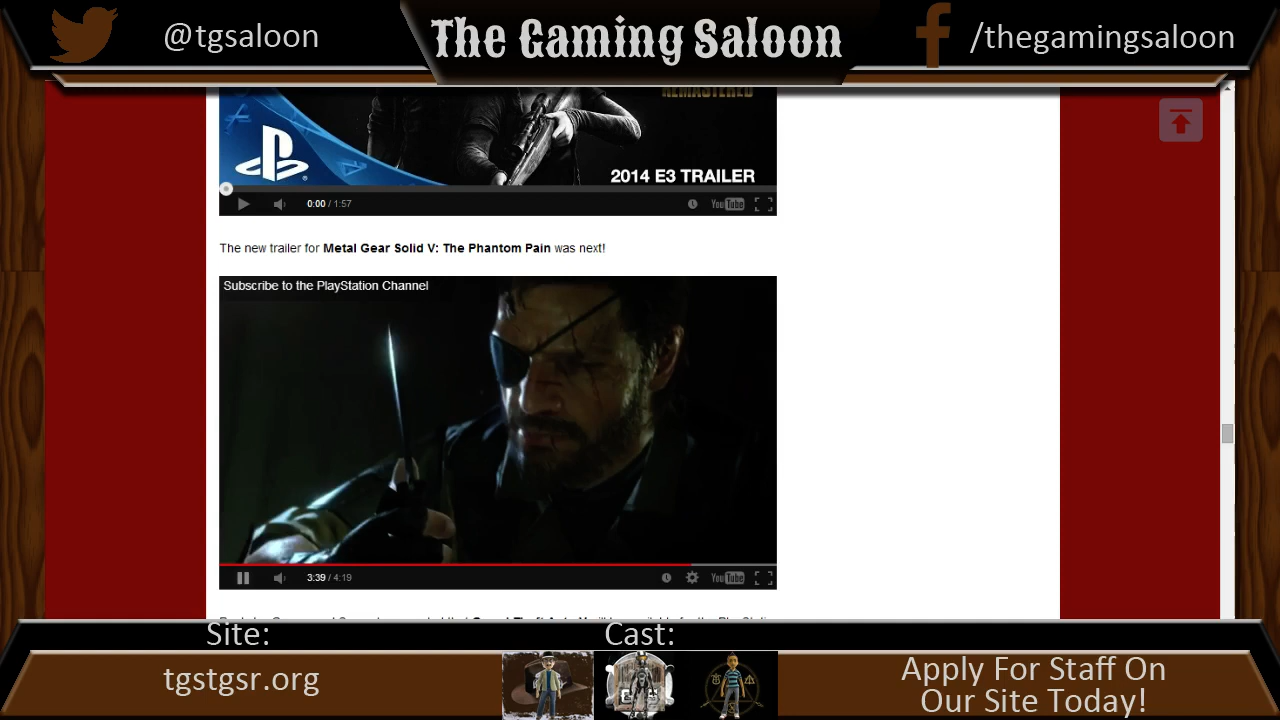 @tgsaloon
The Gaming Saloon
/thegamingsaloon
REMASTERED
2014 E3 TRAILER
0:00 / 1:57
YouTube
The new trailer for Metal Gear Solid V: The Phantom Pain was next!
Subscribe to the PlayStation Channel
3:39 / 4:19
YouTube
Site:
Cast:
tgstgsr.org
Apply For Staff On
Our Site Today!